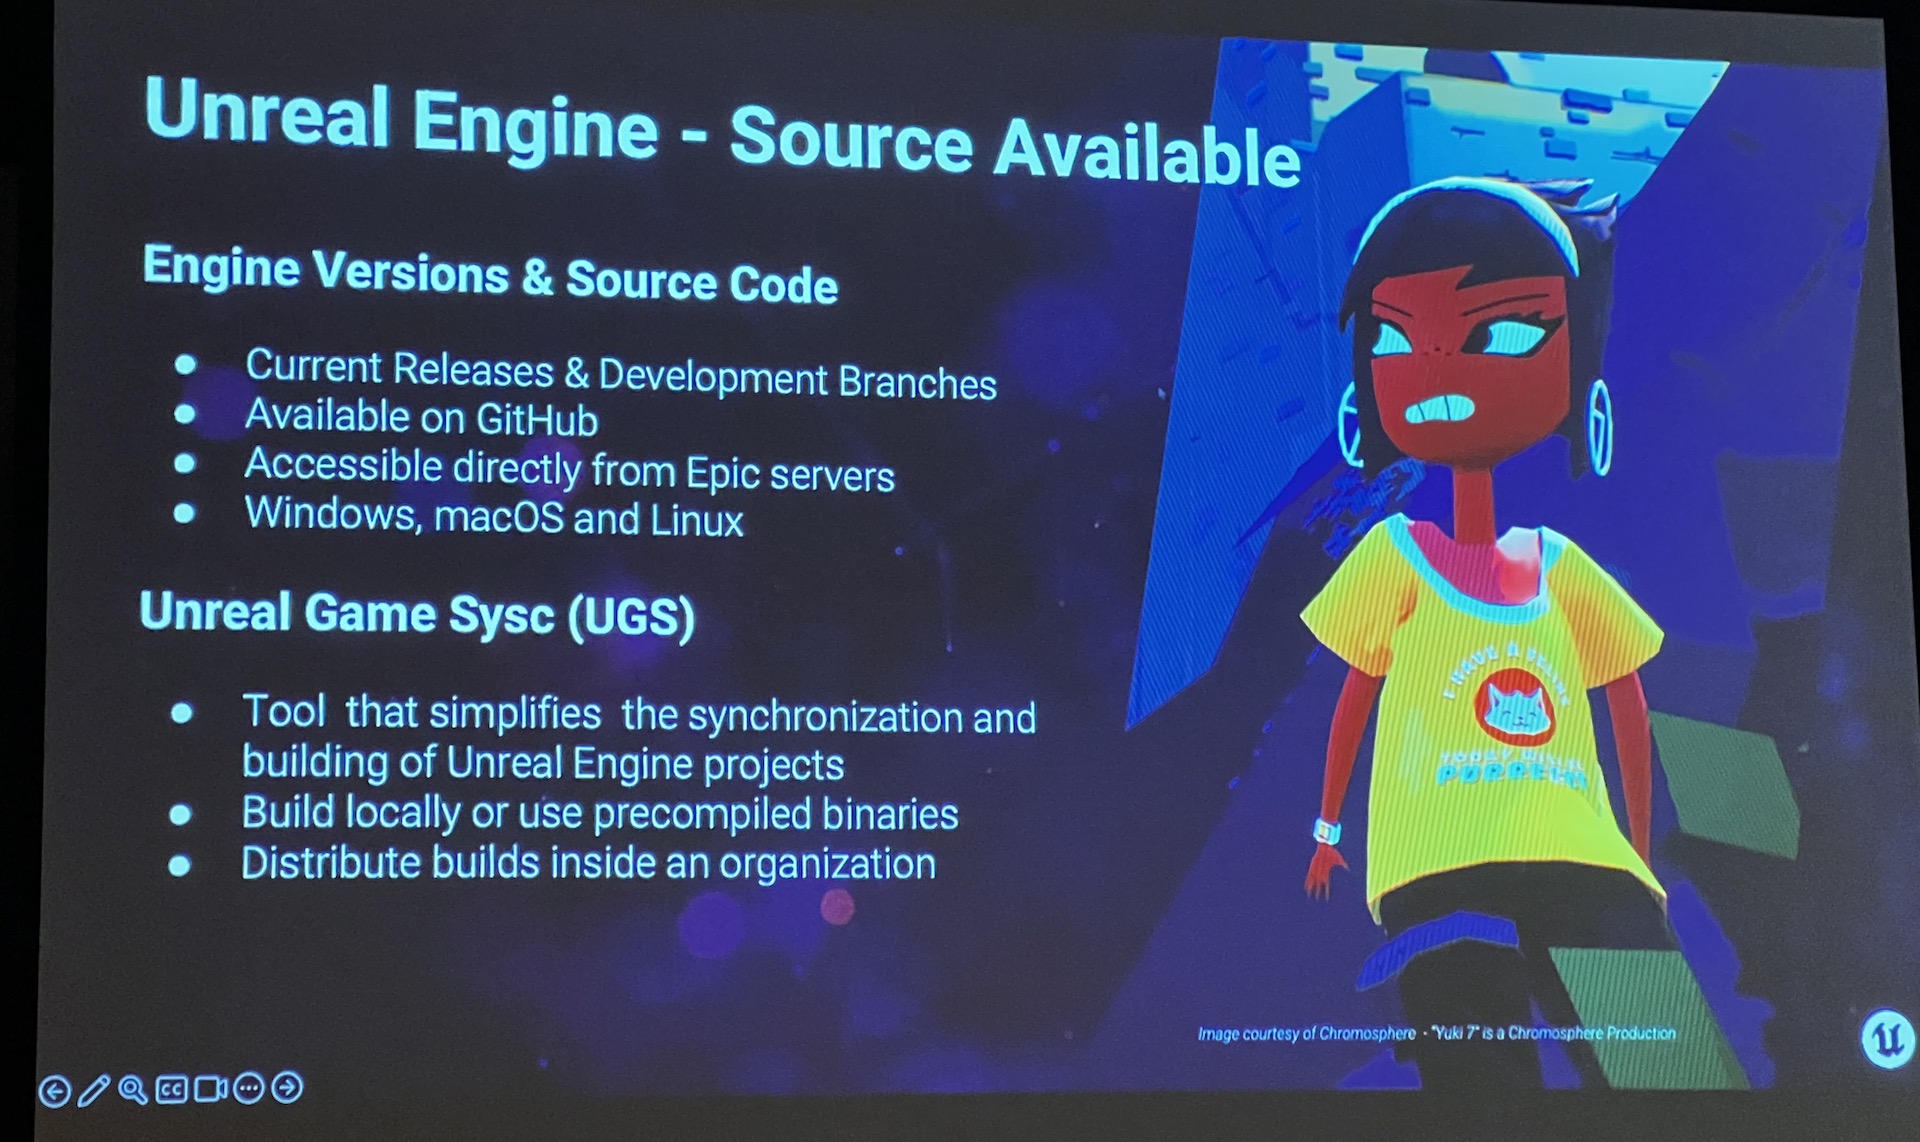 Unreal Engine - Source Available
Engine Versions & Source Code
● Current Releases & Development Branches
● Available on GitHub
● Accessible directly from Epic servers
● Windows, macOS and Linux
Unreal Game Sysc (UGS)
● Tool that simplifies the synchronization and
building of Unreal Engine projects
● Build locally or use precompiled binaries
● Distribute builds inside an organization
I HAVE A FELINE
TODAY
Image courtesy of Chromosphere - "Yuki 7" is a Chromosphere Production
CC